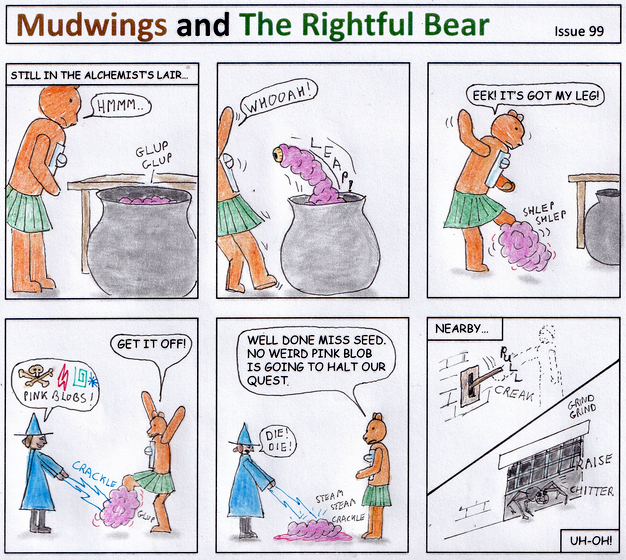 Mudwings and The Rightful Bear
Issue 99
STILL IN THE ALCHEMIST'S LAIR...
HMMM..
GLUP
GLUP
WHOOAH!
LEAP!
EEK! IT'S GOT MY LEG!
SHLEP
SHLEP
PINK BLOBS!
GET IT OFF!
CRACKLE
GLUP
WELL DONE MISS SEED.
NO WEIRD PINK BLOB
IS GOING TO HALT OUR
QUEST.
DIE!
DIE!
STEAM
STEAM
CRACKLE
NEARBY...
PULL
CREAK
GRIND
GRIND
RAISE
CHITTER
UH-OH!